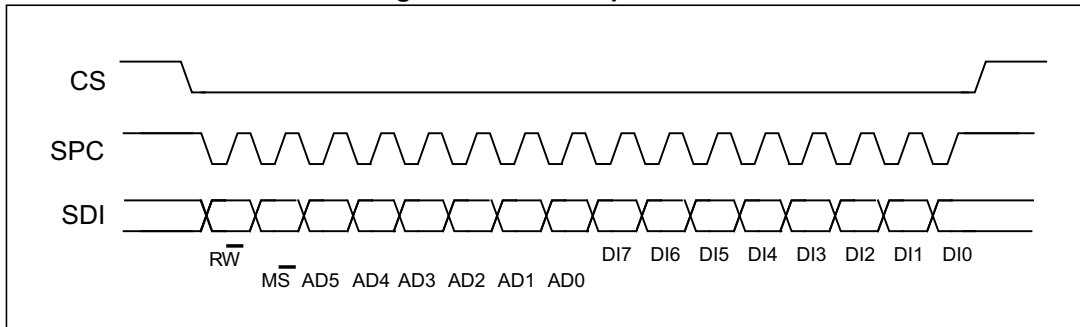 CS
SPC
SDI
RW̅
DI7 DI6 DI5 DI4 DI3 DI2 DI1 DI0
MS̅ AD5 AD4 AD3 AD2 AD1 AD0